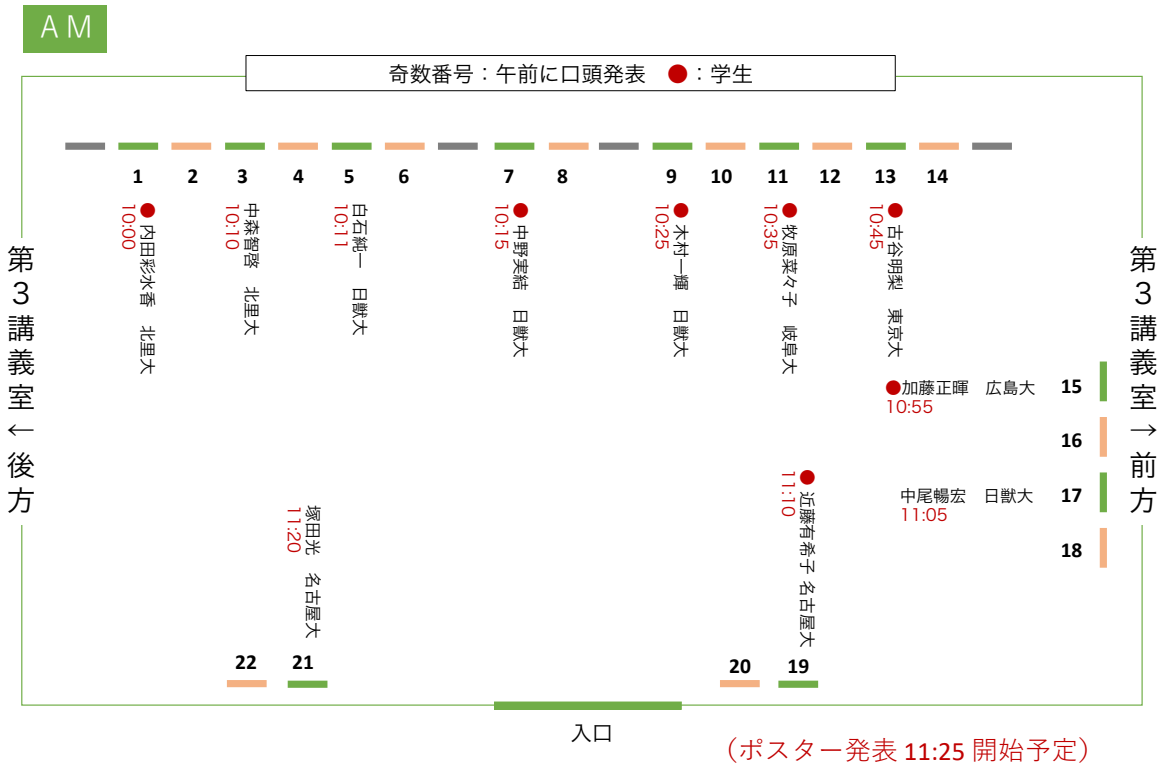 AM
奇数番号：午前に口頭発表　●：学生
1 2 3 4 5 6 7 8 9 10 11 12 13 14
●内田彩水香　北里大
10:00
中森智啓　北里大
10:10
白石純一　日獣大
10:11
●中野実結　日獣大
10:15
●木村一輝　日獣大
10:25
●牧原菜々子　岐阜大
10:35
●古谷明梨　東京大
10:45
第３講義室←後方
第３講義室→前方
●加藤正暉　広島大　15
10:55
16
中尾暢宏　日獣大　17
11:05
18
●近藤有希子 名古屋大
11:10
塚田光　名古屋大
11:20
22 21 20 19
入口
（ポスター発表 11:25 開始予定）